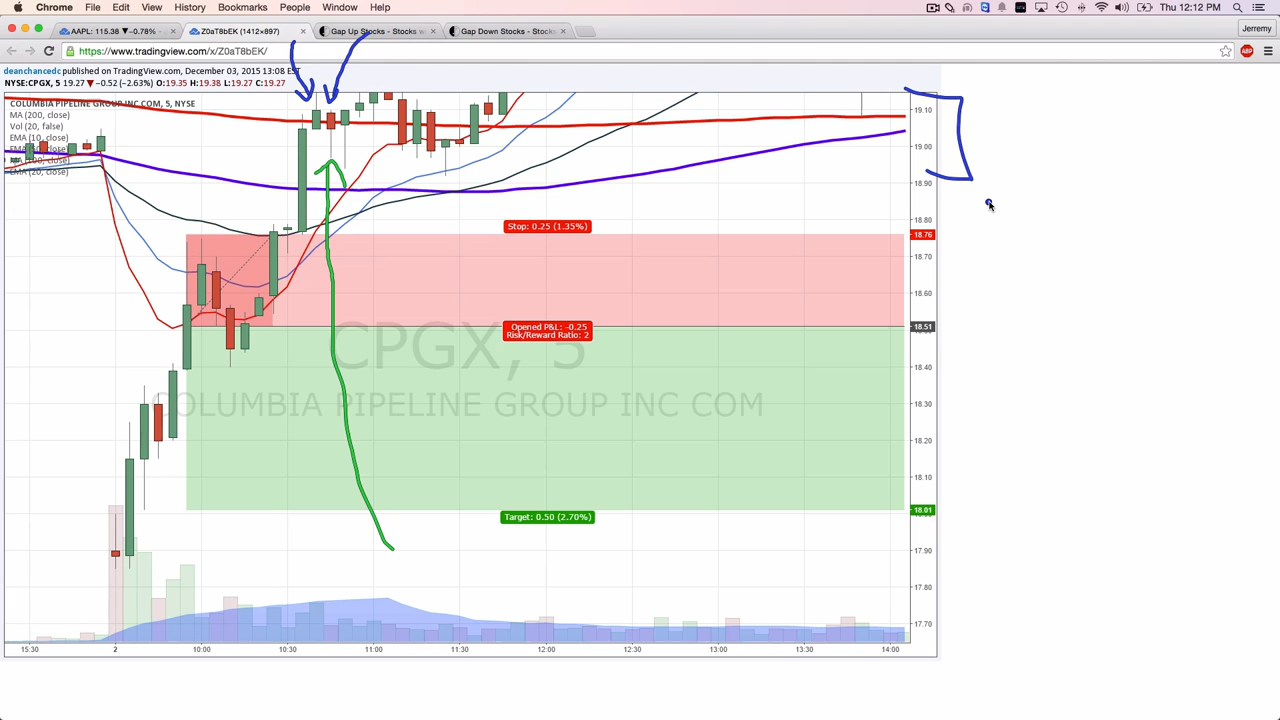 Chrome File Edit View History Bookmarks People Window Help Thu 12:12 PM
AAPL: 115.38 ▼-0.78% Z0aT8bEK (1412×897) Gap Up Stocks - Stocks Gap Down Stocks - Stocks Jeremy
https://www.tradingview.com/x/Z0aT8bEK/ ABP
deanchancedc published on TradingView.com, December 03, 2015 13:08 EST
NYSE:CPGX, 5 19.27 ▼ −0.52 (−2.63%) O:19.35 H:19.38 L:19.27 C:19.27
COLUMBIA PIPELINE GROUP INC COM, 5, NYSE
MA (200, close)
Vol (20, false)
EMA (10, close)
EMA (20, close)
19.10
19.00
18.90
18.80
Stop: 0.25 (1.35%)
18.76
18.70
18.60
Opened P&L: -0.25
Risk/Reward Ratio: 2
18.51
CPGX, 5
COLUMBIA PIPELINE GROUP INC COM
18.40
18.30
18.20
18.10
Target: 0.50 (2.70%)
18.01
17.90
17.80
17.70
15:30 2 10:00 10:30 11:00 11:30 12:00 12:30 13:00 13:30 14:00